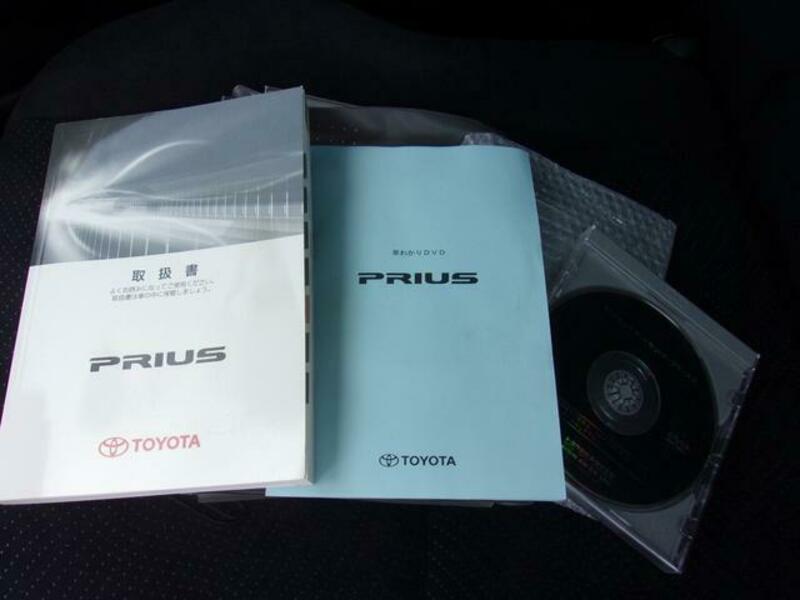 取扱書
よくお読みになってご使用ください。
取扱書は車の中に保管しましょう。
PRIUS
TOYOTA
早わかりDVD
PRIUS
TOYOTA